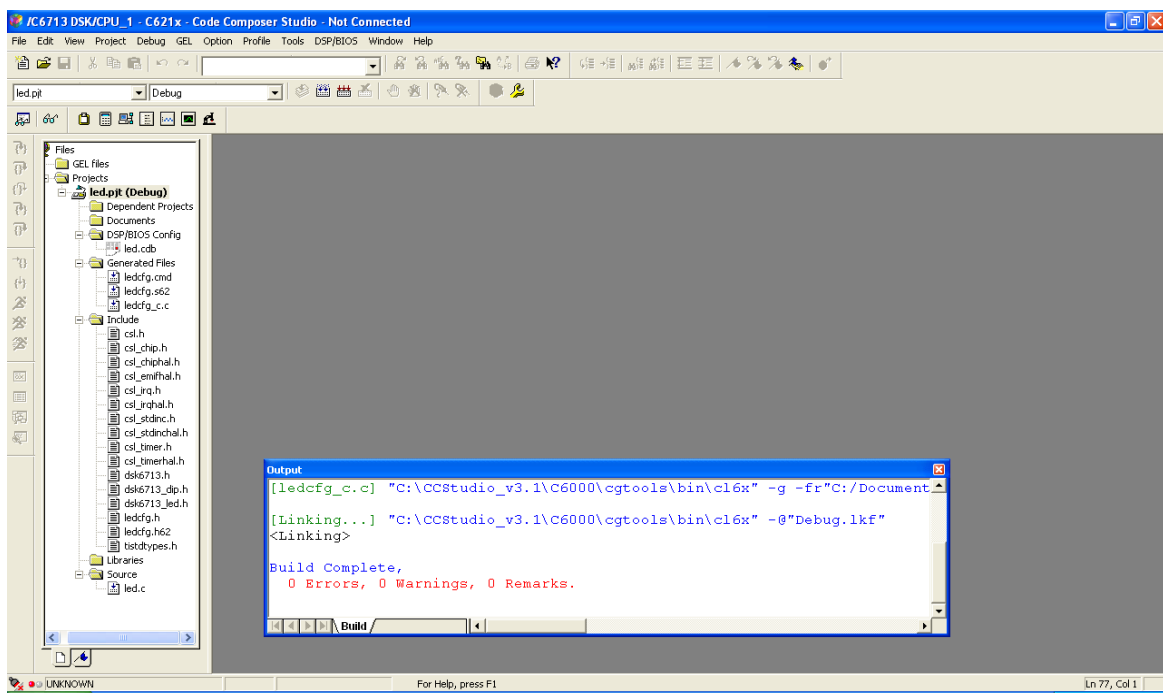 /C6713 DSK/CPU_1 - C621x - Code Composer Studio - Not Connected
File Edit View Project Debug GEL Option Profile Tools DSP/BIOS Window Help
led.pjt Debug
Files
GEL files
Projects
led.pjt (Debug)
Dependent Projects
Documents
DSP/BIOS Config
led.cdb
Generated Files
ledcfg.cmd
ledcfg.s62
ledcfg_c.c
Include
csl.h
csl_chip.h
csl_chiphal.h
csl_emifhal.h
csl_irq.h
csl_irqhal.h
csl_stdinc.h
csl_stdinchal.h
csl_timer.h
csl_timerhal.h
dsk6713.h
dsk6713_dip.h
dsk6713_led.h
ledcfg.h
ledcfg.h62
tistdtypes.h
Libraries
Source
led.c
Output
[ledcfg_c.c] "C:\CCStudio_v3.1\C6000\cgtools\bin\cl6x" -g -fr"C:/Document
[Linking...] "C:\CCStudio_v3.1\C6000\cgtools\bin\cl6x" -@"Debug.lkf"
<Linking>
Build Complete,
0 Errors, 0 Warnings, 0 Remarks.
Build
UNKNOWN
For Help, press F1
Ln 77, Col 1